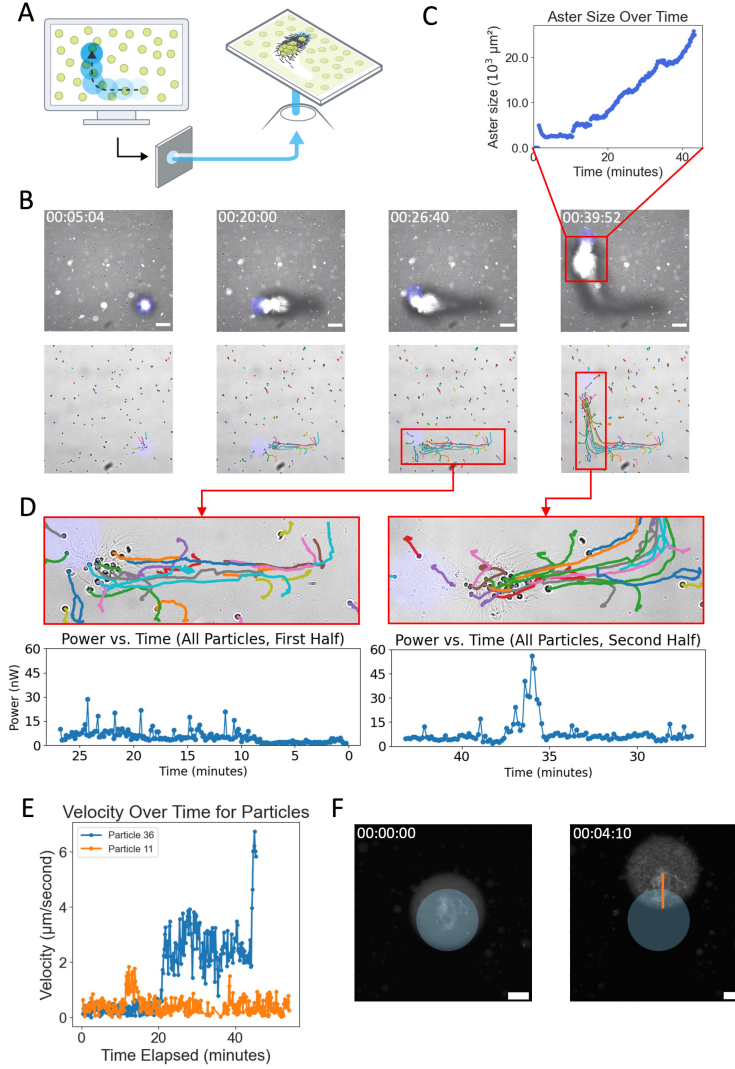 A
C
Aster Size Over Time
Aster size (10³ µm²)
20.0
10.0
0.0
0
20
40
Time (minutes)
B
00:05:04
00:20:00
00:26:40
00:39:52
D
Power vs. Time (All Particles, First Half)
Power (nW)
60
45
30
15
0
25
20
15
10
5
0
Time (minutes)
Power vs. Time (All Particles, Second Half)
60
45
30
15
0
40
35
30
Time (minutes)
E
Velocity Over Time for Particles
Particle 36
Particle 11
Velocity (µm/second)
6
4
2
0
0
20
40
Time Elapsed (minutes)
F
00:00:00
00:04:10